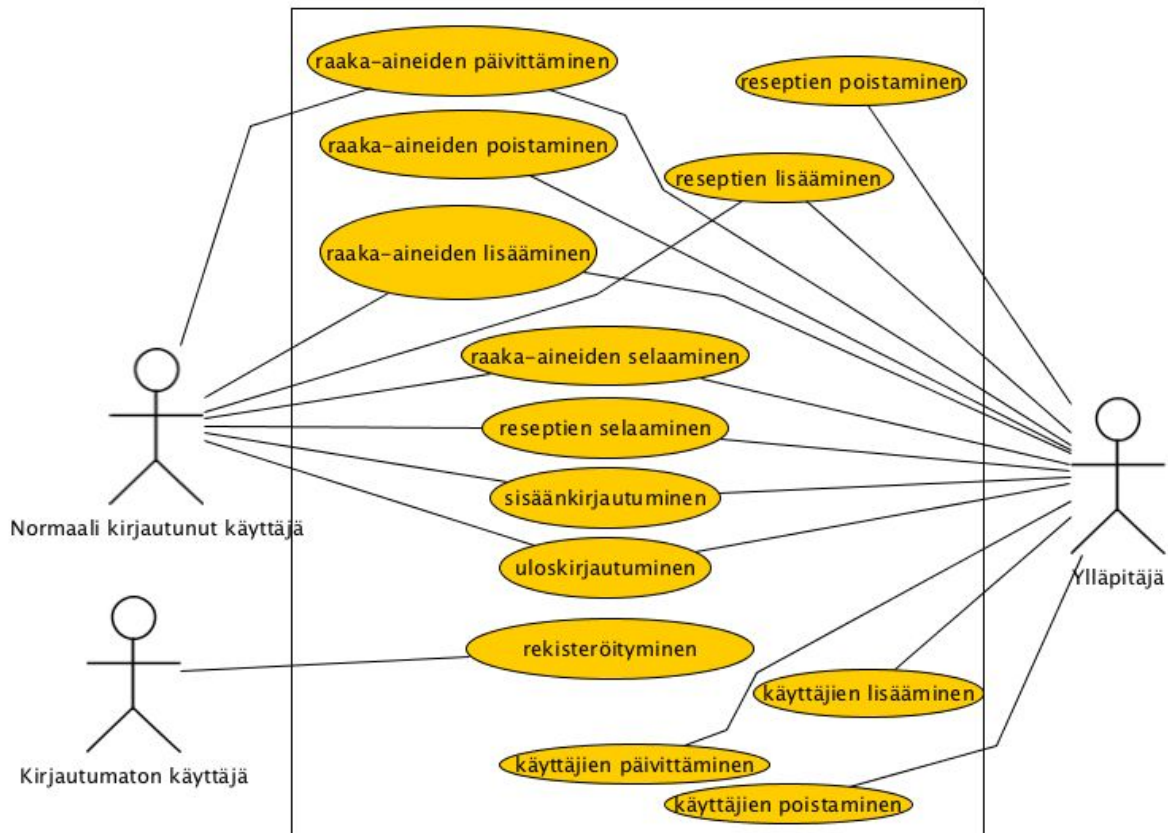 raaka-aineiden päivittäminen
reseptien poistaminen
raaka-aineiden poistaminen
reseptien lisääminen
raaka-aineiden lisääminen
raaka-aineiden selaaminen
reseptien selaaminen
sisäänkirjautuminen
Normaali kirjautunut käyttäjä
uloskirjautuminen
Ylläpitäjä
rekisteröityminen
käyttäjien lisääminen
Kirjautumaton käyttäjä
käyttäjien päivittäminen
käyttäjien poistaminen